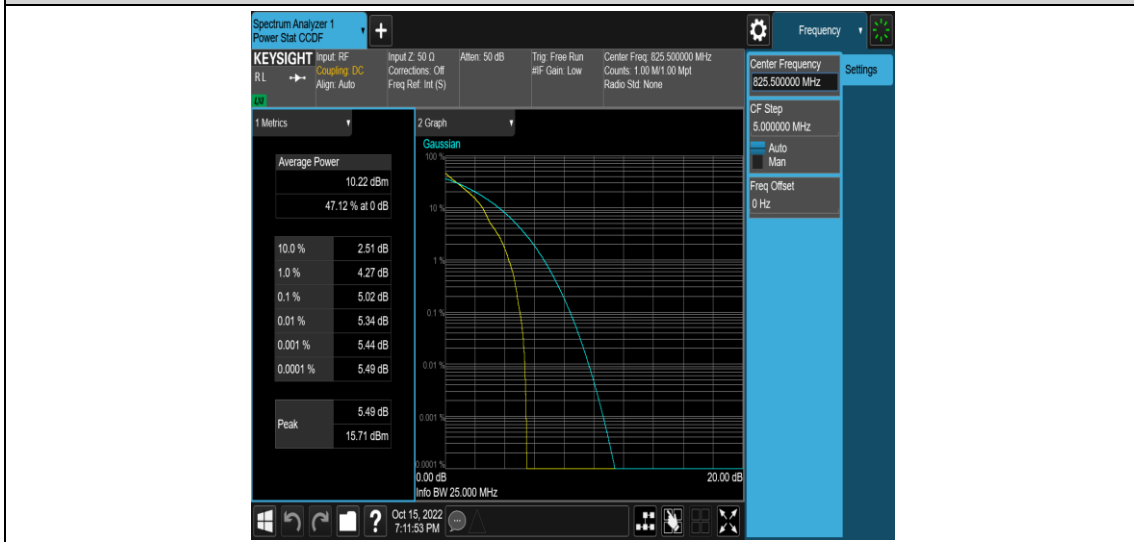 Spectrum Analyzer 1
Power Stat CCDF
+
Frequency
KEYSIGHT
RL
LXI
Input: RF
Coupling: DC
Align: Auto
Input Z: 50 Ω
Corrections: Off
Freq Ref: Int (S)
Atten: 50 dB
Trig: Free Run
#IF Gain: Low
Center Freq: 825.500000 MHz
Counts: 1.00 M/1.00 Mpt
Radio Std: None
Center Frequency
825.500000 MHz
Settings
CF Step
5.000000 MHz
Auto
Man
Freq Offset
0 Hz
1 Metrics
Average Power
10.22 dBm
47.12 % at 0 dB
10.0 % 2.51 dB
1.0 % 4.27 dB
0.1 % 5.02 dB
0.01 % 5.34 dB
0.001 % 5.44 dB
0.0001 % 5.49 dB
Peak
5.49 dB
15.71 dBm
2 Graph
Gaussian
100 %
10 %
1 %
0.1 %
0.01 %
0.001 %
0.0001 %
0.00 dB 20.00 dB
Info BW 25.000 MHz
?
Oct 15, 2022
7:11:53 PM